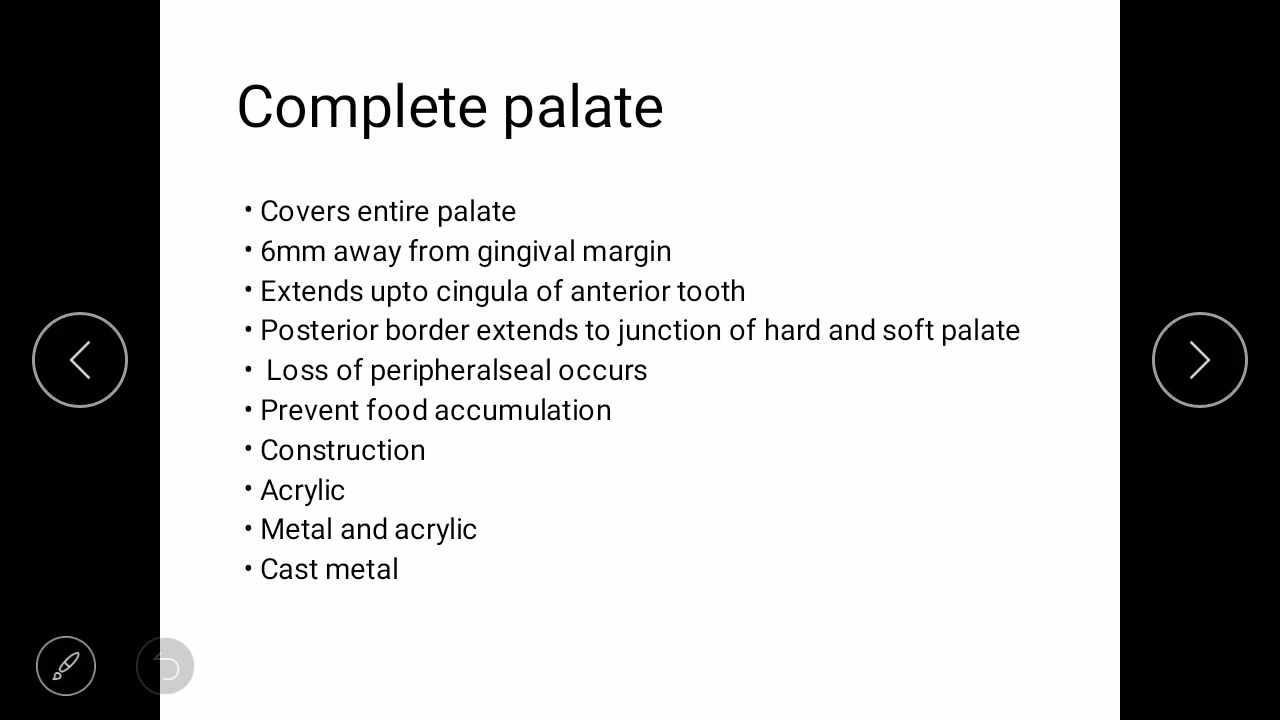 Complete palate
• Covers entire palate
• 6mm away from gingival margin
• Extends upto cingula of anterior tooth
• Posterior border extends to junction of hard and soft palate
• Loss of peripheralseal occurs
• Prevent food accumulation
• Construction
• Acrylic
• Metal and acrylic
• Cast metal